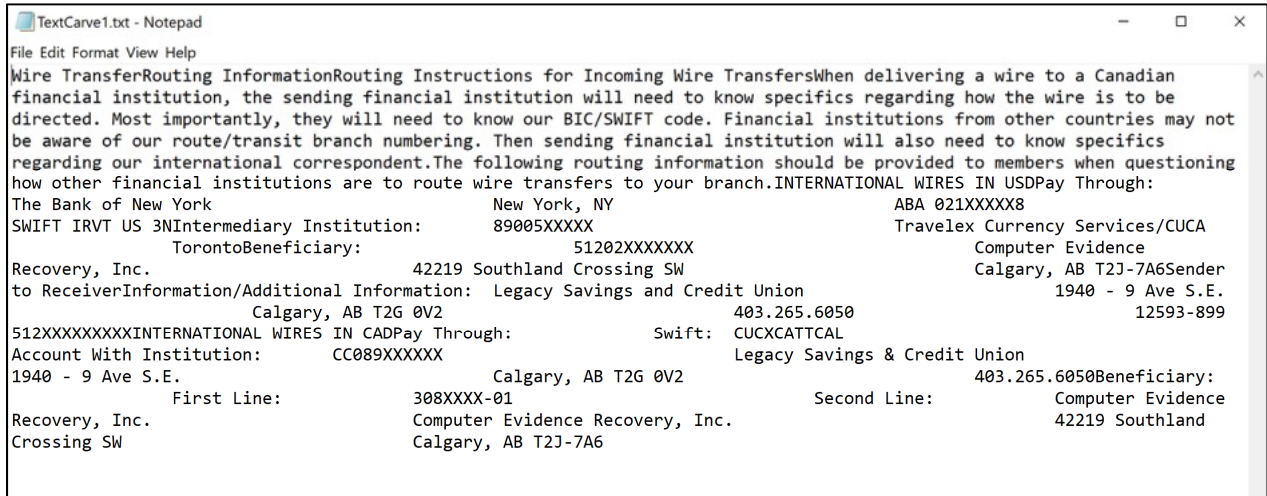 TextCarve1.txt - Notepad
File Edit Format View Help
Wire TransferRouting InformationRouting Instructions for Incoming Wire TransfersWhen delivering a wire to a Canadian
financial institution, the sending financial institution will need to know specifics regarding how the wire is to be
directed. Most importantly, they will need to know our BIC/SWIFT code. Financial institutions from other countries may not
be aware of our route/transit branch numbering. Then sending financial institution will also need to know specifics
regarding our international correspondent.The following routing information should be provided to members when questioning
how other financial institutions are to route wire transfers to your branch.INTERNATIONAL WIRES IN USDPay Through:
The Bank of New York New York, NY ABA 021XXXXX8
SWIFT IRVT US 3NIntermediary Institution: 89005XXXXX Travelex Currency Services/CUCA
TorontoBeneficiary: 51202XXXXXXX Computer Evidence
Recovery, Inc. 42219 Southland Crossing SW Calgary, AB T2J-7A6Sender
to ReceiverInformation/Additional Information: Legacy Savings and Credit Union 1940 - 9 Ave S.E.
Calgary, AB T2G 0V2 403.265.6050 12593-899
512XXXXXXXXXINTERNATIONAL WIRES IN CADPay Through: Swift: CUCXCATTCAL
Account With Institution: CC089XXXXXX Legacy Savings & Credit Union
1940 - 9 Ave S.E. Calgary, AB T2G 0V2 403.265.6050Beneficiary:
First Line: 308XXXX-01 Second Line: Computer Evidence
Recovery, Inc. Computer Evidence Recovery, Inc. 42219 Southland
Crossing SW Calgary, AB T2J-7A6